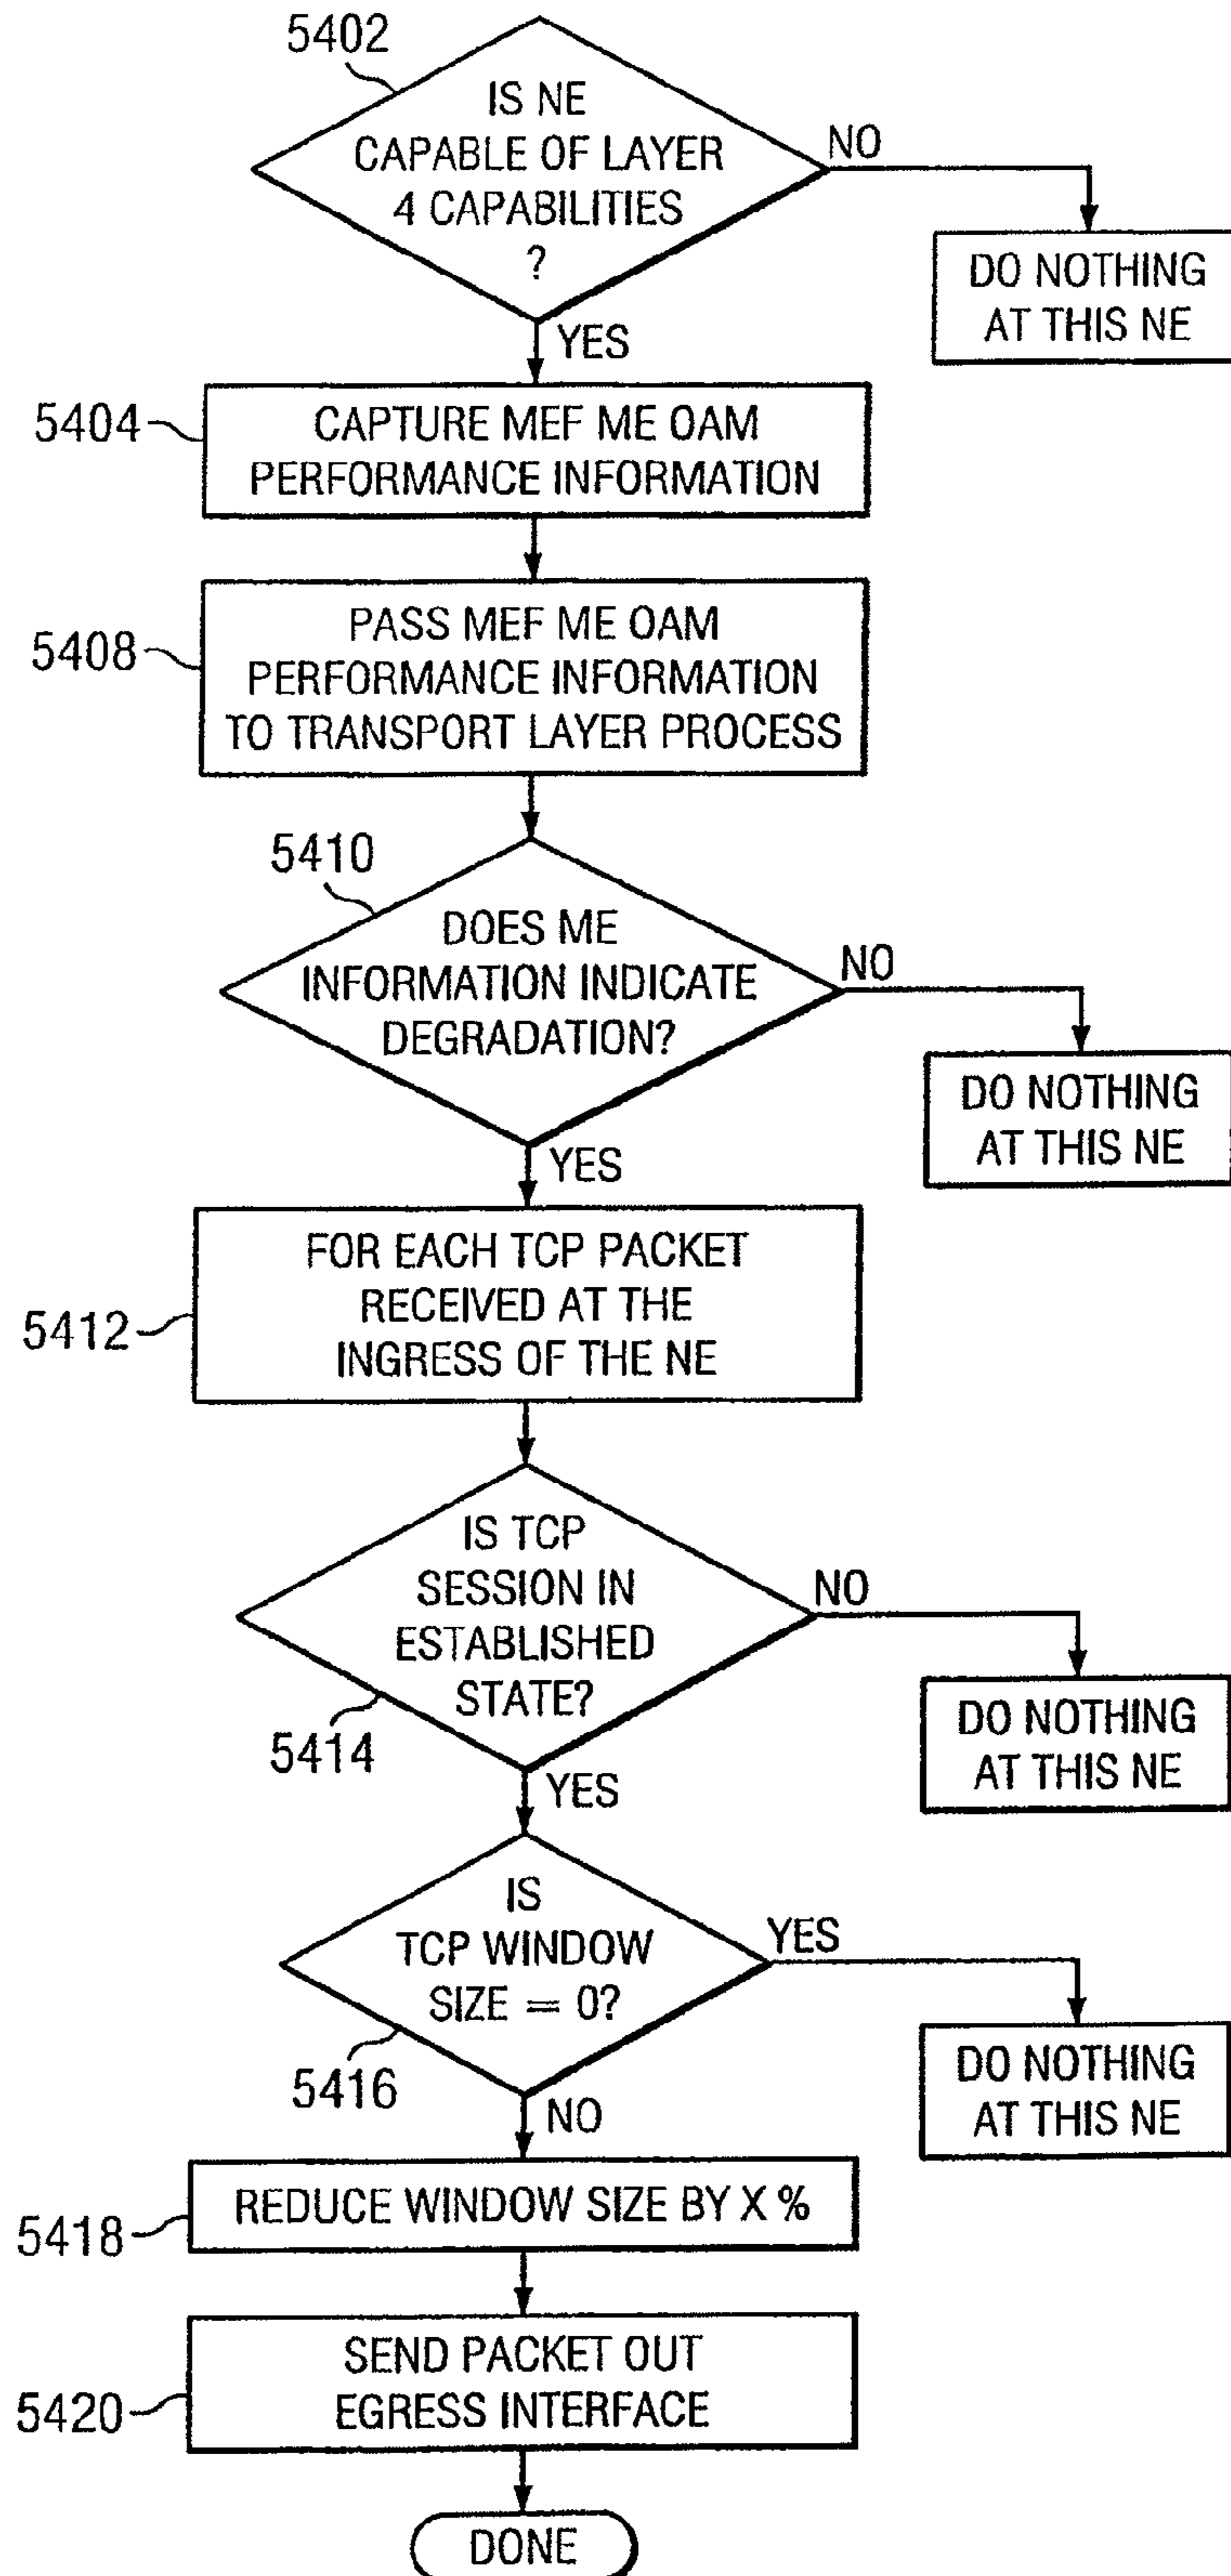 5402
IS NE
CAPABLE OF LAYER
4 CAPABILITIES
?
NO
DO NOTHING
AT THIS NE
YES
5404
CAPTURE MEF ME OAM
PERFORMANCE INFORMATION
5408
PASS MEF ME OAM
PERFORMANCE INFORMATION
TO TRANSPORT LAYER PROCESS
5410
DOES ME
INFORMATION INDICATE
DEGRADATION?
NO
DO NOTHING
AT THIS NE
YES
5412
FOR EACH TCP PACKET
RECEIVED AT THE
INGRESS OF THE NE
IS TCP
SESSION IN
ESTABLISHED
STATE?
5414
NO
DO NOTHING
AT THIS NE
YES
IS
TCP WINDOW
SIZE = 0?
5416
YES
DO NOTHING
AT THIS NE
NO
5418
REDUCE WINDOW SIZE BY X %
5420
SEND PACKET OUT
EGRESS INTERFACE
DONE